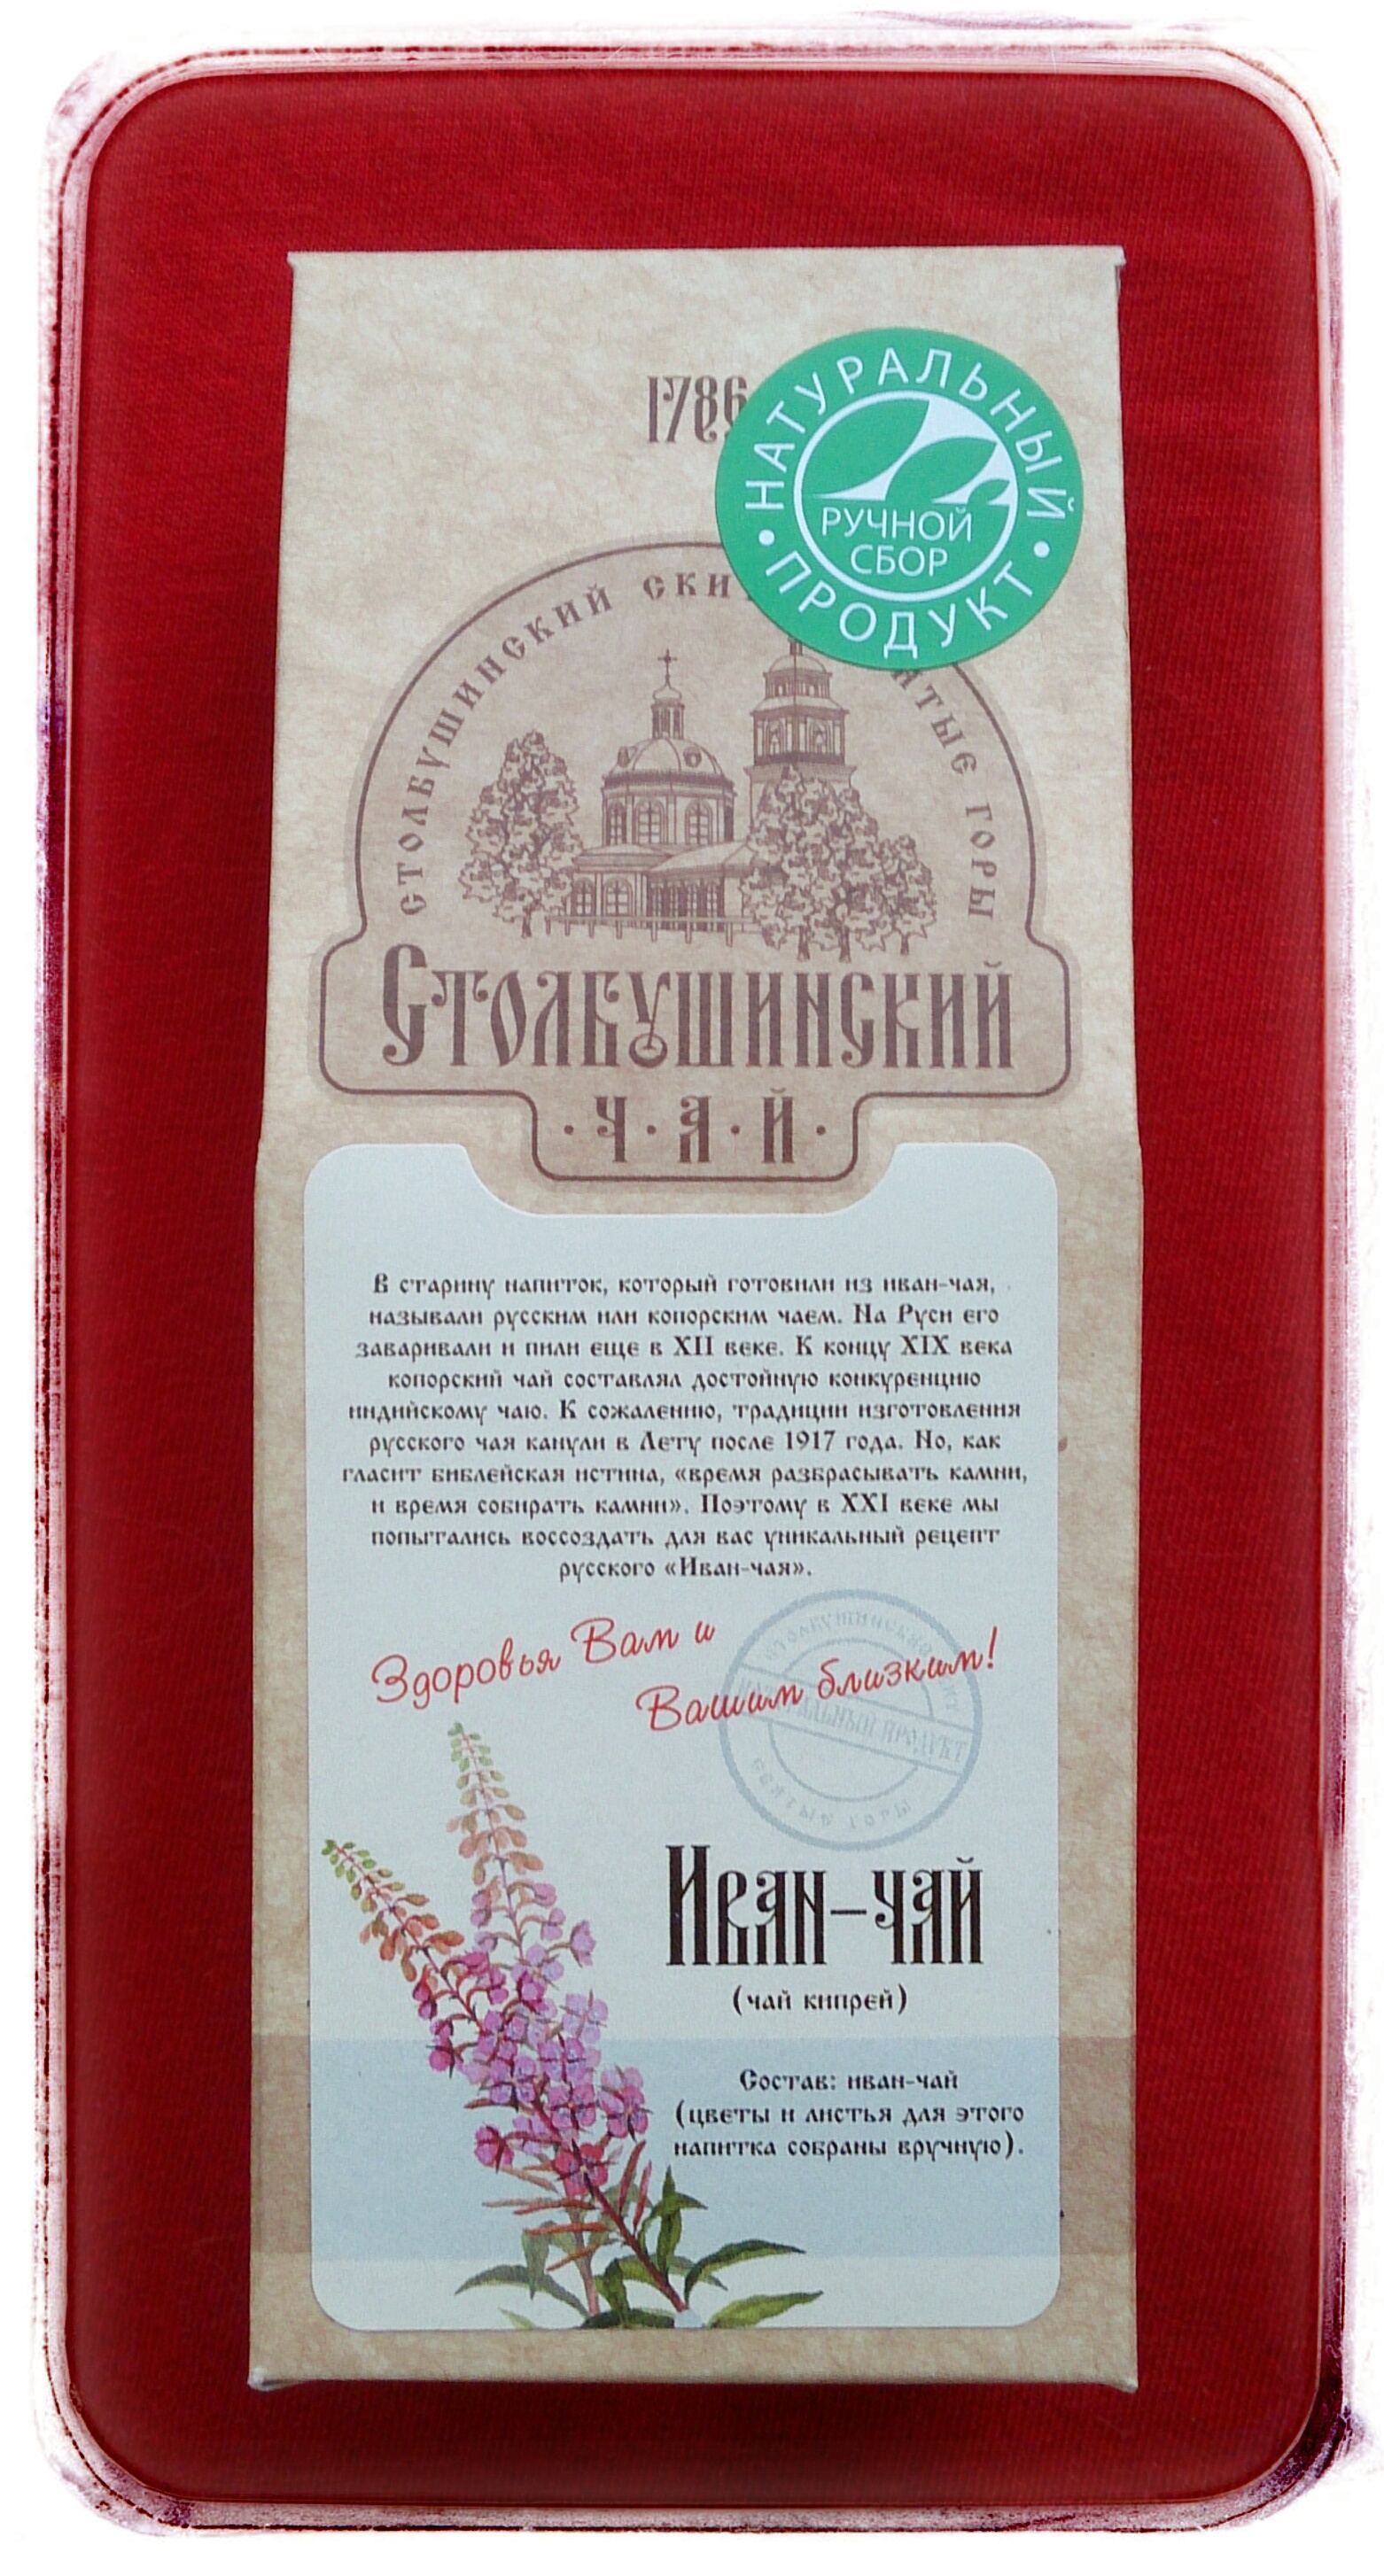 1786
НАТУРАЛЬНЫЙ
ПРОДУКТ
РУЧНОЙ
СБОР
СТОЛБУШИНСКИЙ
ГОРЫ
СТОЛБУШИНСКИЙ
ЧАЙ
В старину напиток, который готовили из иван-чая,
называли русским или копорским чаем. На Руси его
заваривали и пили еще в XII веке. К концу XIX века
копорский чай составлял достойную конкуренцию
индийскому чаю. К сожалению, традиции изготовления
русского чая канули в Лету после 1917 года. Но, как
гласит библейская истина, «время разбрасывать камни,
и время собирать камни». Поэтому в XXI веке мы
попытались воссоздать для вас уникальный рецепт
русского «Иван-чая».
Здоровья Вам и
Вашим близким!
СТОЛБУШИНСКИЙ
ПРОДУКТ
ГОРЫ
Иван-чай
(чай кипрей)
Состав: иван-чай
(цветы и листья для этого
напитка собраны вручную).